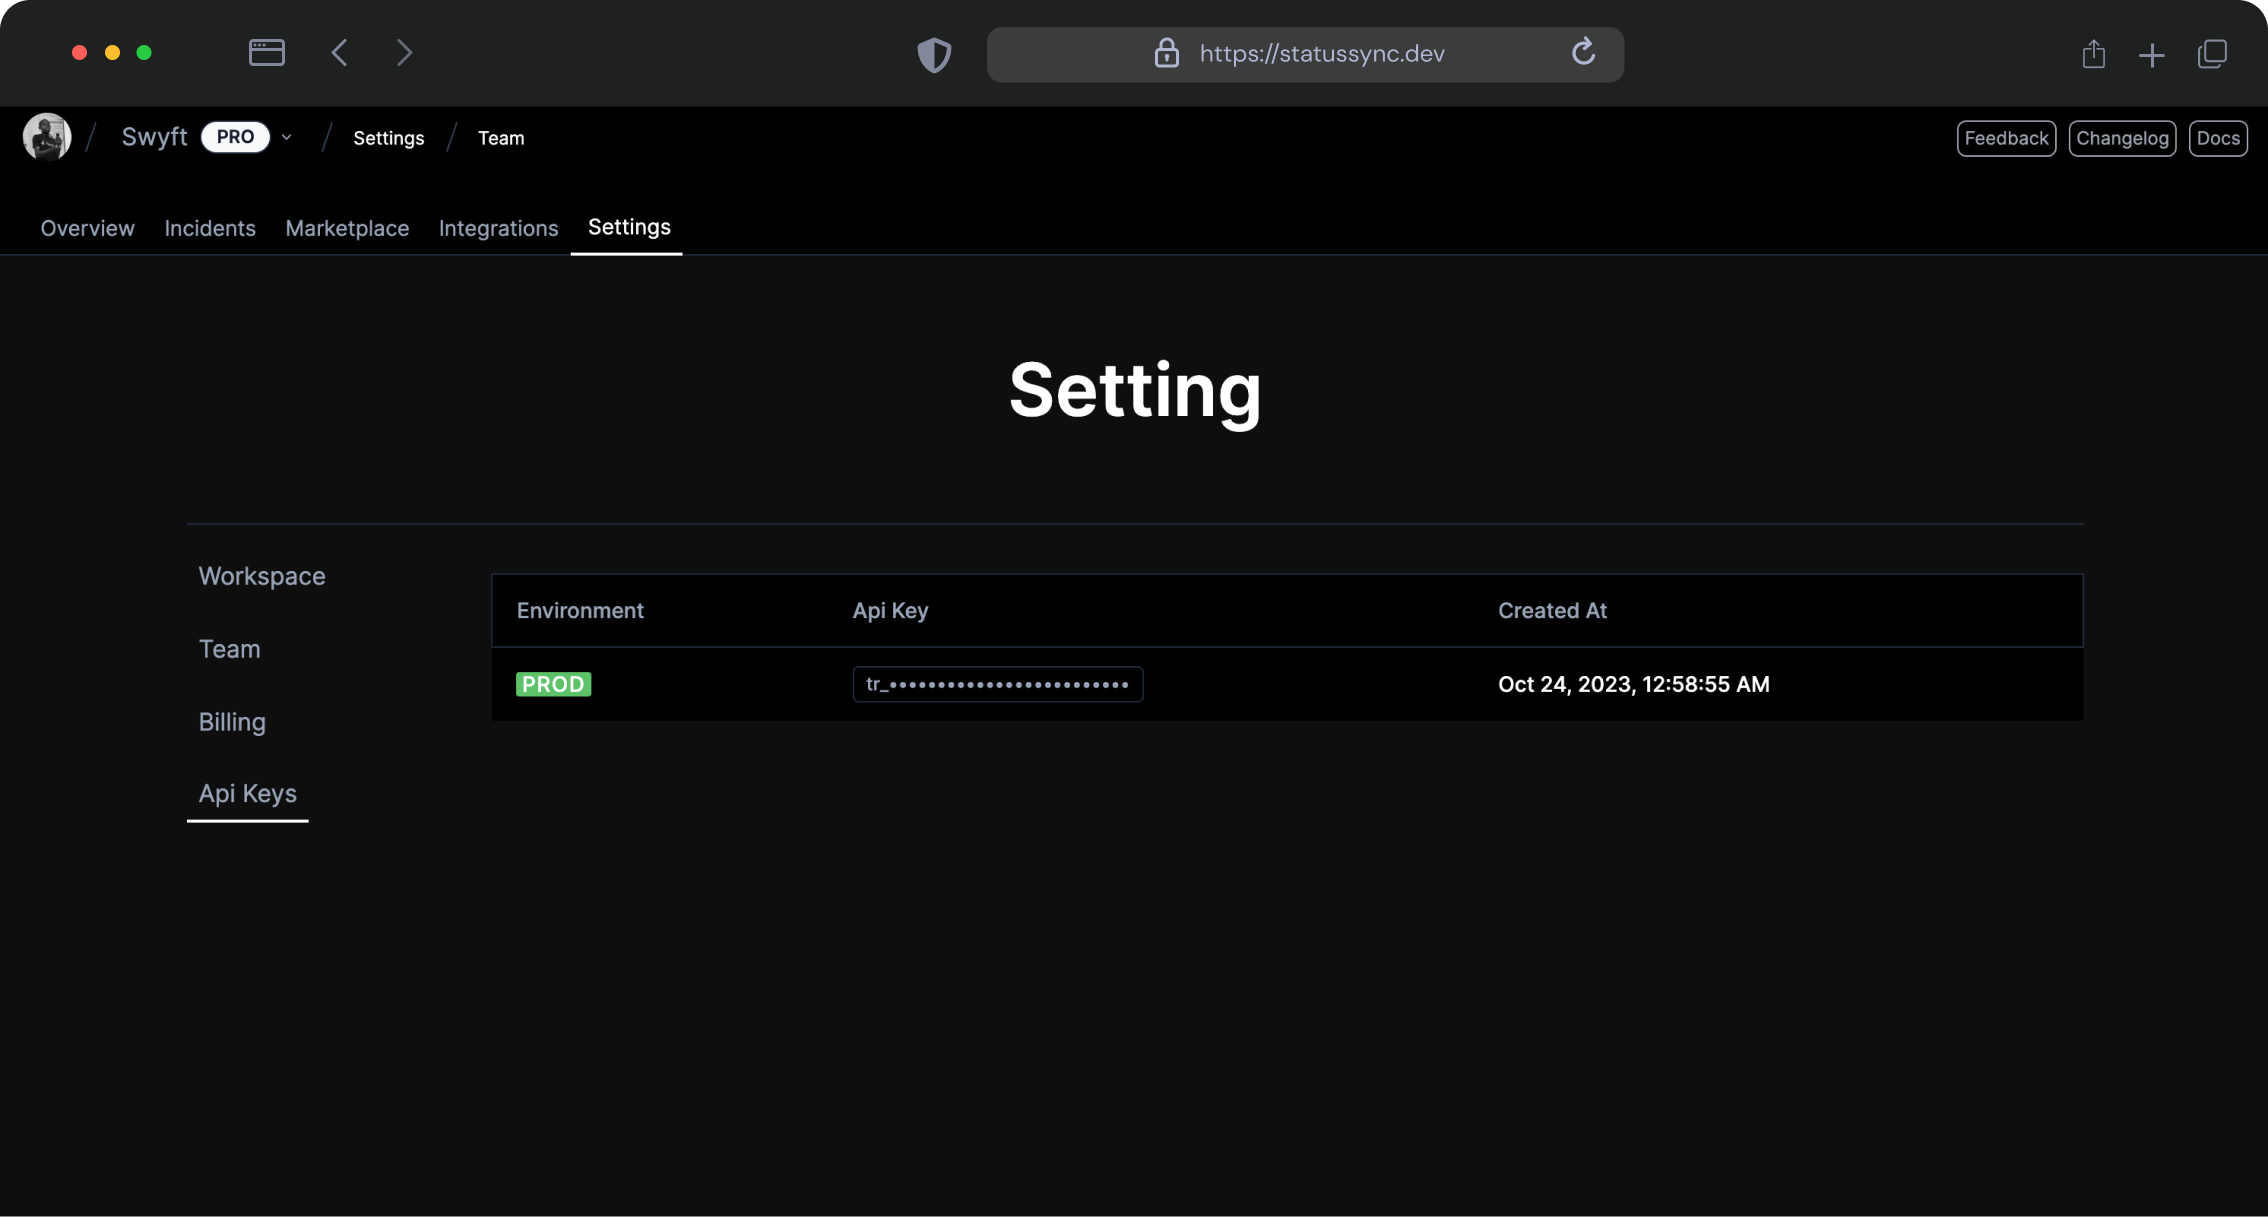 https://statussync.dev
/ Swyft PRO / Settings / Team
Feedback Changelog Docs
Overview Incidents Marketplace Integrations Settings
Setting
Workspace
Team
Billing
Api Keys
Environment Api Key Created At
PROD tr_••••••••••••••••••••••••• Oct 24, 2023, 12:58:55 AM